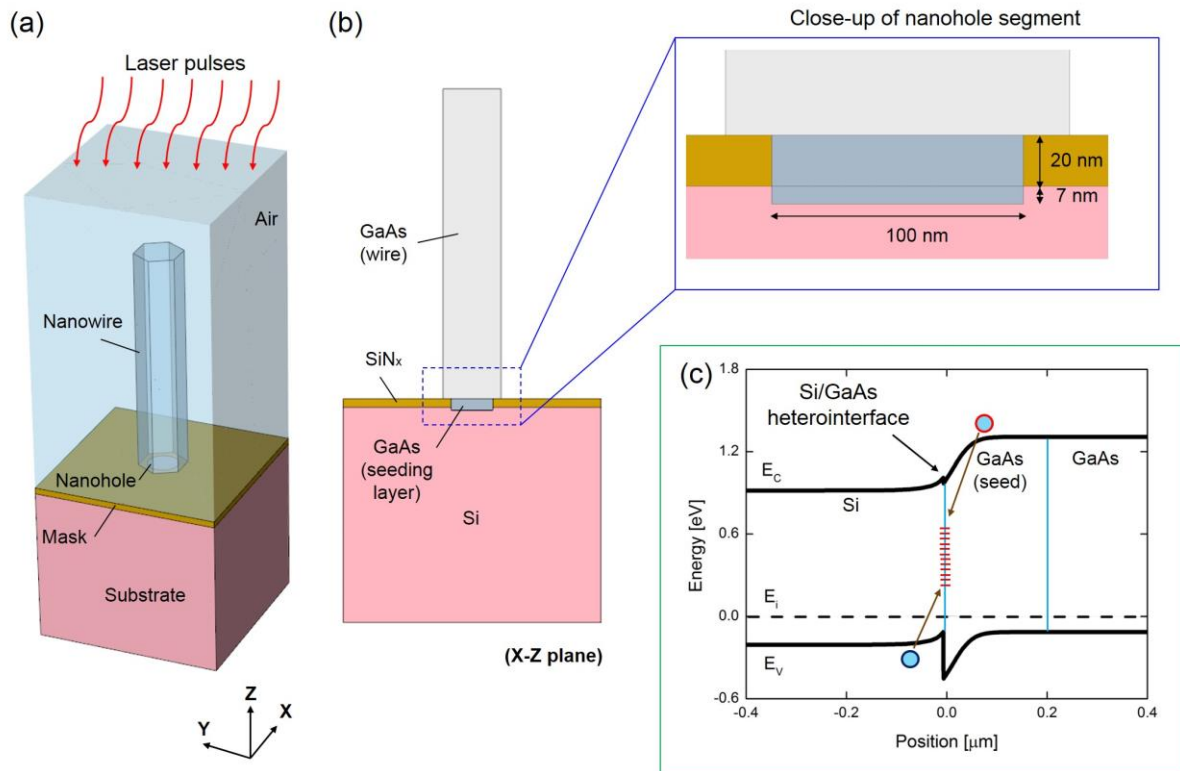 (a)
Laser pulses
Air
Nanowire
Nanohole
Mask
Substrate
Z
Y
X
(b)
GaAs
(wire)
SiNx
GaAs
(seeding
layer)
Si
(X-Z plane)
Close-up of nanohole segment
20 nm
7 nm
100 nm
(c)
1.8
1.2
0.6
0.0
-0.6
Energy [eV]
Si/GaAs
heterointerface
EC
Si
GaAs
(seed)
GaAs
Ei
EV
-0.4
-0.2
0.0
0.2
0.4
Position [μm]